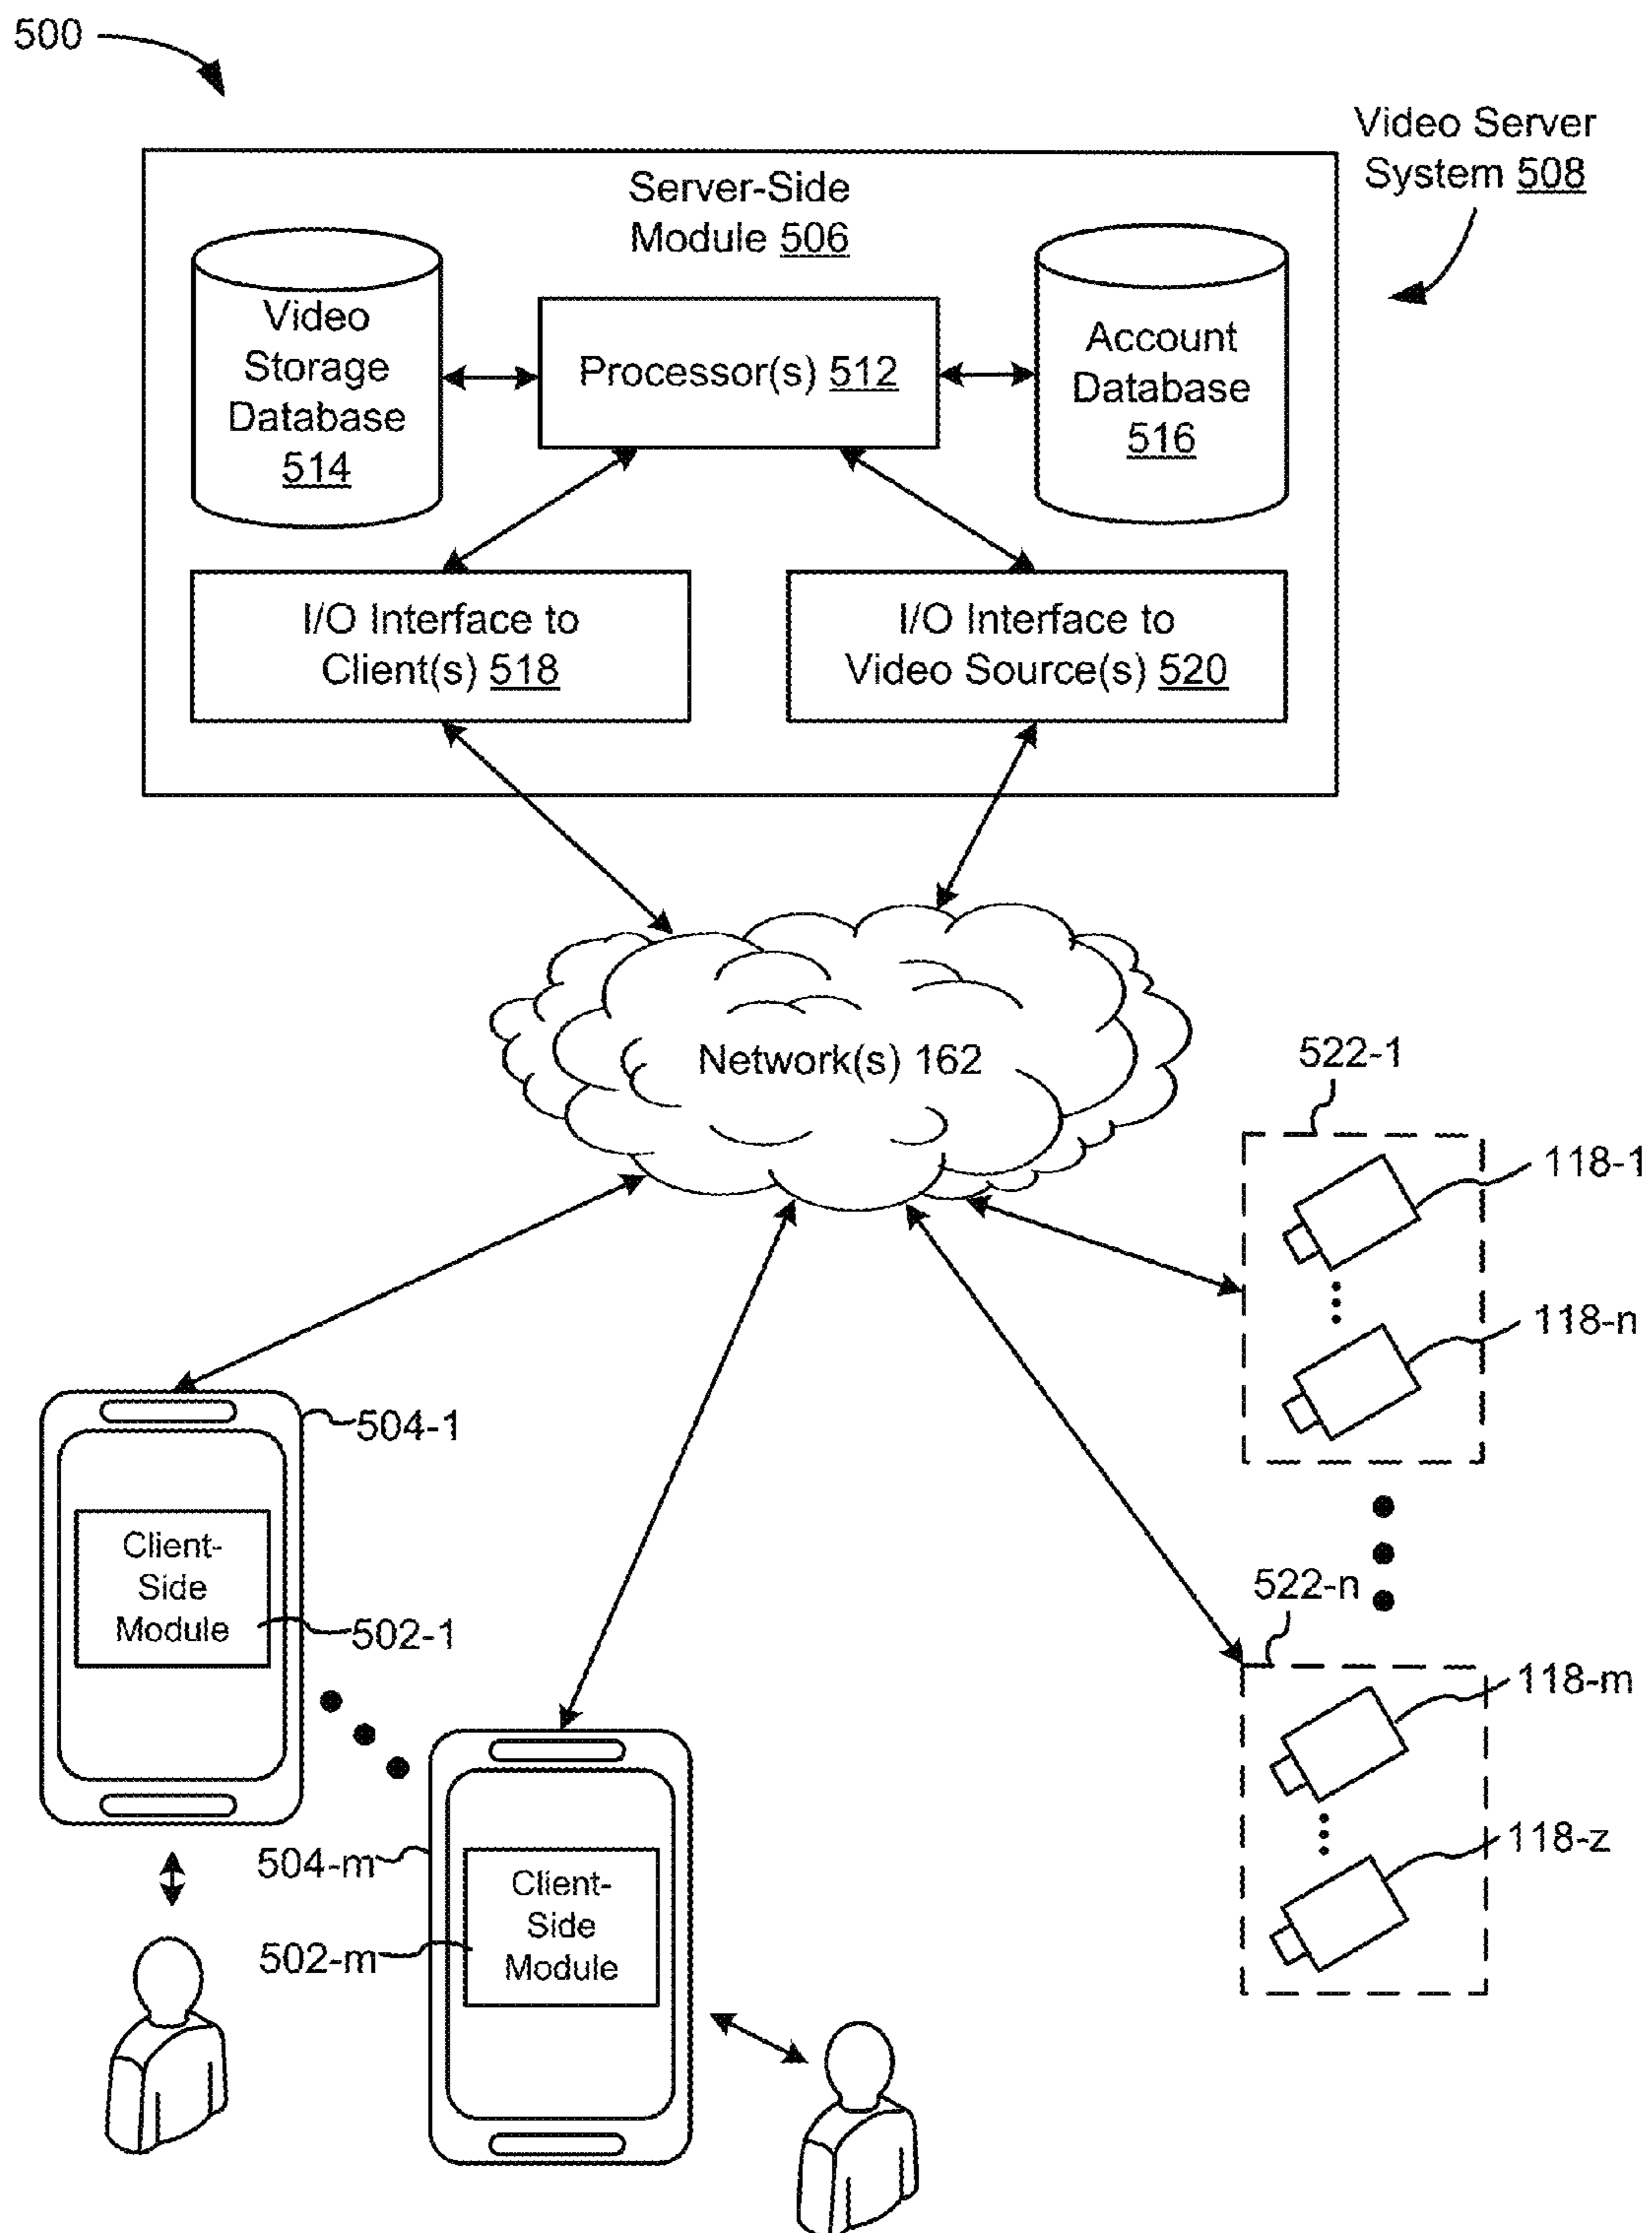 500
Video Server
System 508
Server-Side
Module 506
Video
Storage
Database
514
Processor(s) 512
Account
Database
516
I/O Interface to
Client(s) 518
I/O Interface to
Video Source(s) 520
Network(s) 162
522-1
118-1
118-n
504-1
Client-
Side
Module
502-1
522-n
118-m
118-z
504-m
Client-
Side
Module
502-m